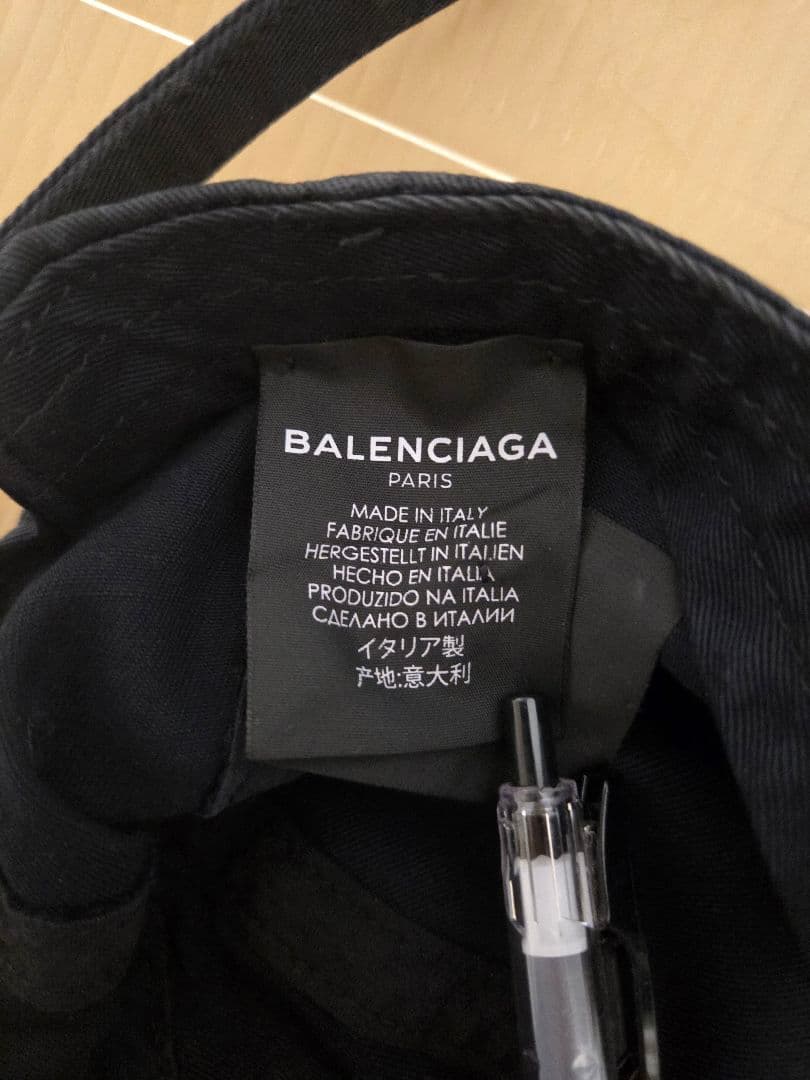 BALENCIAGA
PARIS
MADE IN ITALY
FABRIQUE EN ITALIE
HERGESTELLT IN ITALIEN
HECHO EN ITALIA
PRODUZIDO NA ITALIA
СДЕЛАНО В ИТАЛИИ
イタリア製
产地:意大利